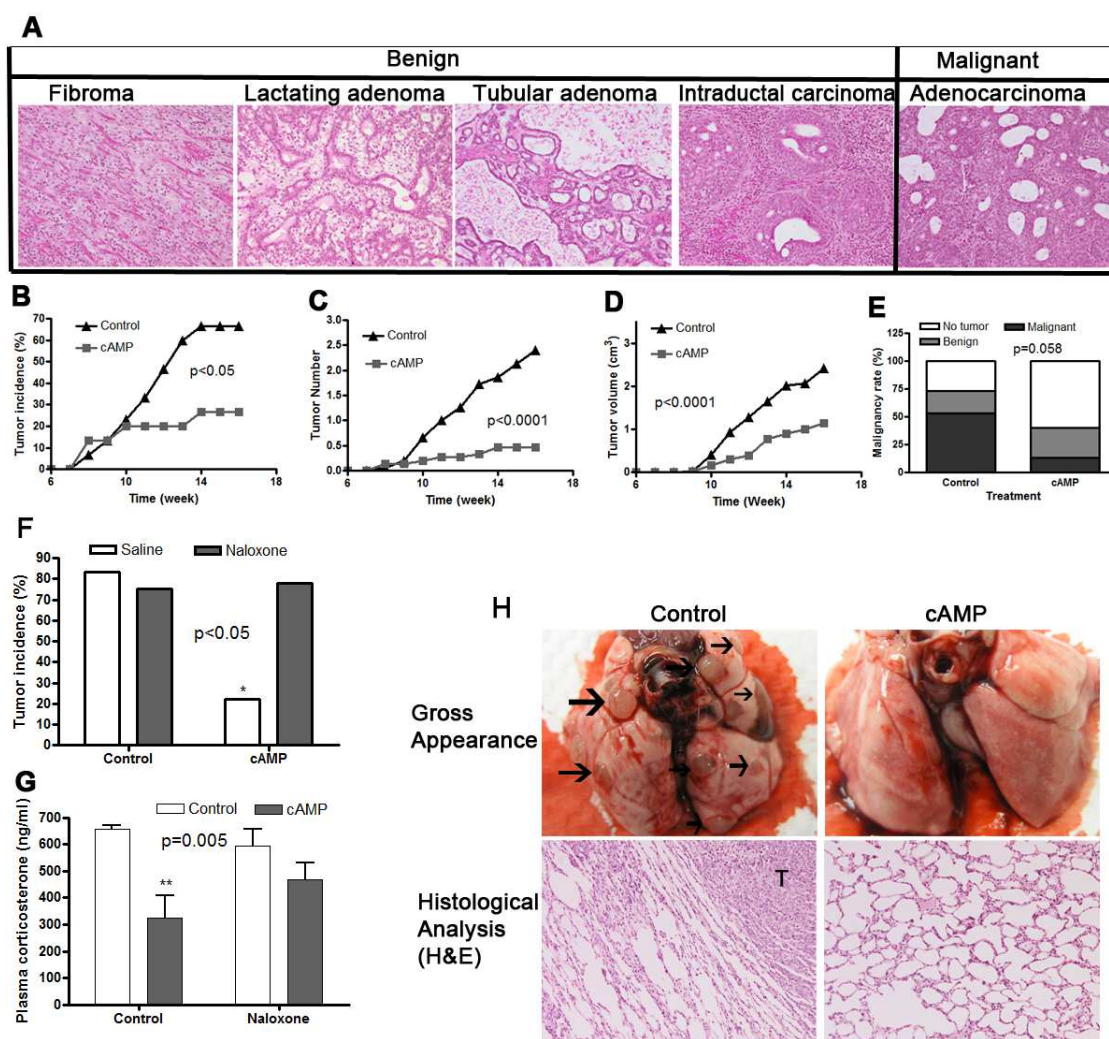 A
Benign
Malignant
Fibroma
Lactating adenoma
Tubular adenoma
Intraductal carcinoma
Adenocarcinoma
B
Tumor incidence (%)
70
60
50
40
30
20
10
0
Control
cAMP
p<0.05
6
10
14
18
Time (week)
C
Tumor Number
2.5
2.0
1.5
1.0
0.5
0.0
Control
cAMP
p<0.0001
6
8
10
12
14
16
18
Time (week)
D
Tumor volume (cm³)
3
2
1
0
Control
cAMP
p<0.0001
6
10
14
18
Time (Week)
E
No tumor
Malignant
Benign
p=0.058
Malignancy rate (%)
100
75
50
25
0
Control
cAMP
Treatment
F
Saline
Naloxone
Tumor incidence (%)
90
80
70
60
50
40
30
20
10
0
p<0.05
*
Control
cAMP
G
Control
cAMP
Plasma corticosterone (ng/ml)
700
600
500
400
300
200
100
0
p=0.005
**
Control
Naloxone
H
Control
cAMP
Gross
Appearance
Histological
Analysis
(H&E)
T